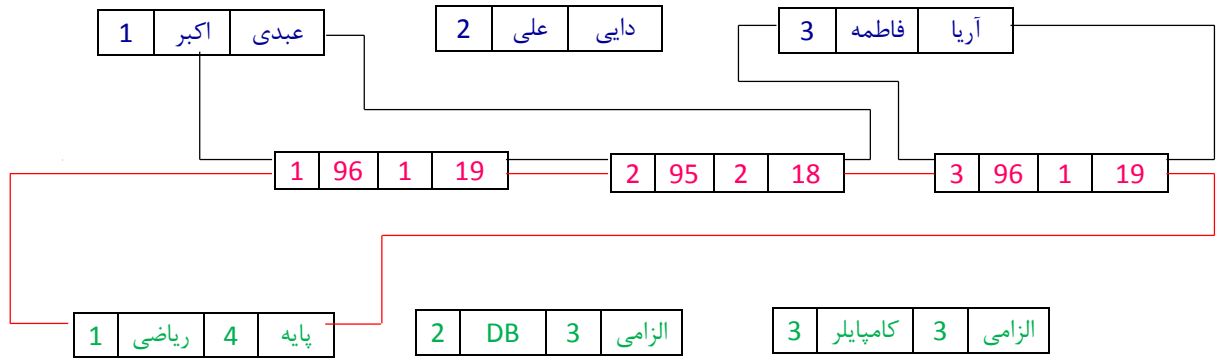 1 اکبر عبدی
2 علی دایی
3 فاطمه آریا
1 96 1 19
2 95 2 18
3 96 1 19
1 ریاضی 4 پایه
2 DB 3 الزامی
3 کامپایلر 3 الزامی